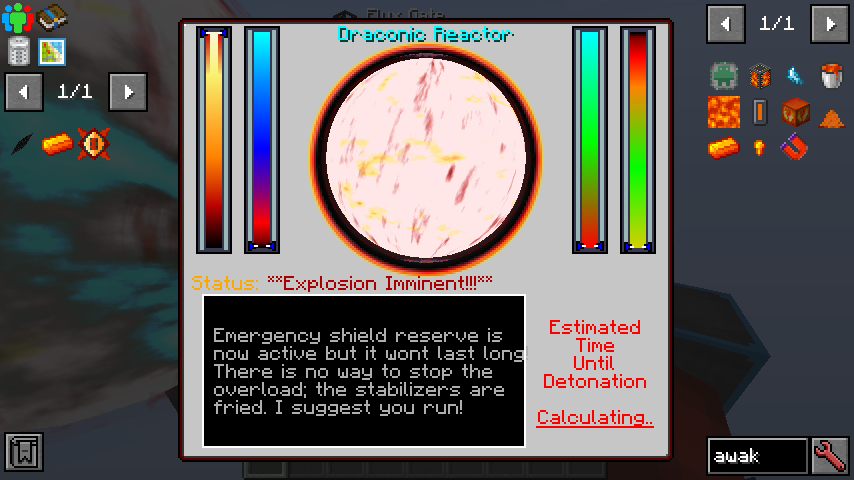 Flux Gate
Draconic Reactor
1/1
1/1
Status: **Explosion Imminent!!!**
Emergency shield reserve is
now active but it wont last long!
There is no way to stop the
overload; the stabilizers are
fried. I suggest you run!
Estimated
Time
Until
Detonation
Calculating..
awak